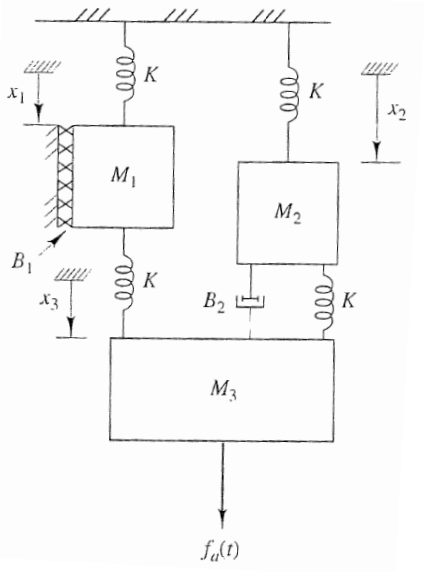 K
K
x₁
x₂
M₁
M₂
B₁
K
x₃
B₂
K
M₃
fₐ(t)